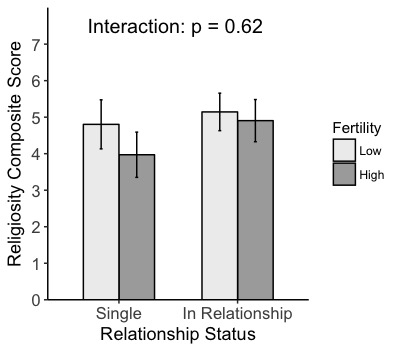 Interaction: p = 0.62
Religiosity Composite Score
7
6
5
4
3
2
1
0
Single
In Relationship
Relationship Status
Fertility
Low
High